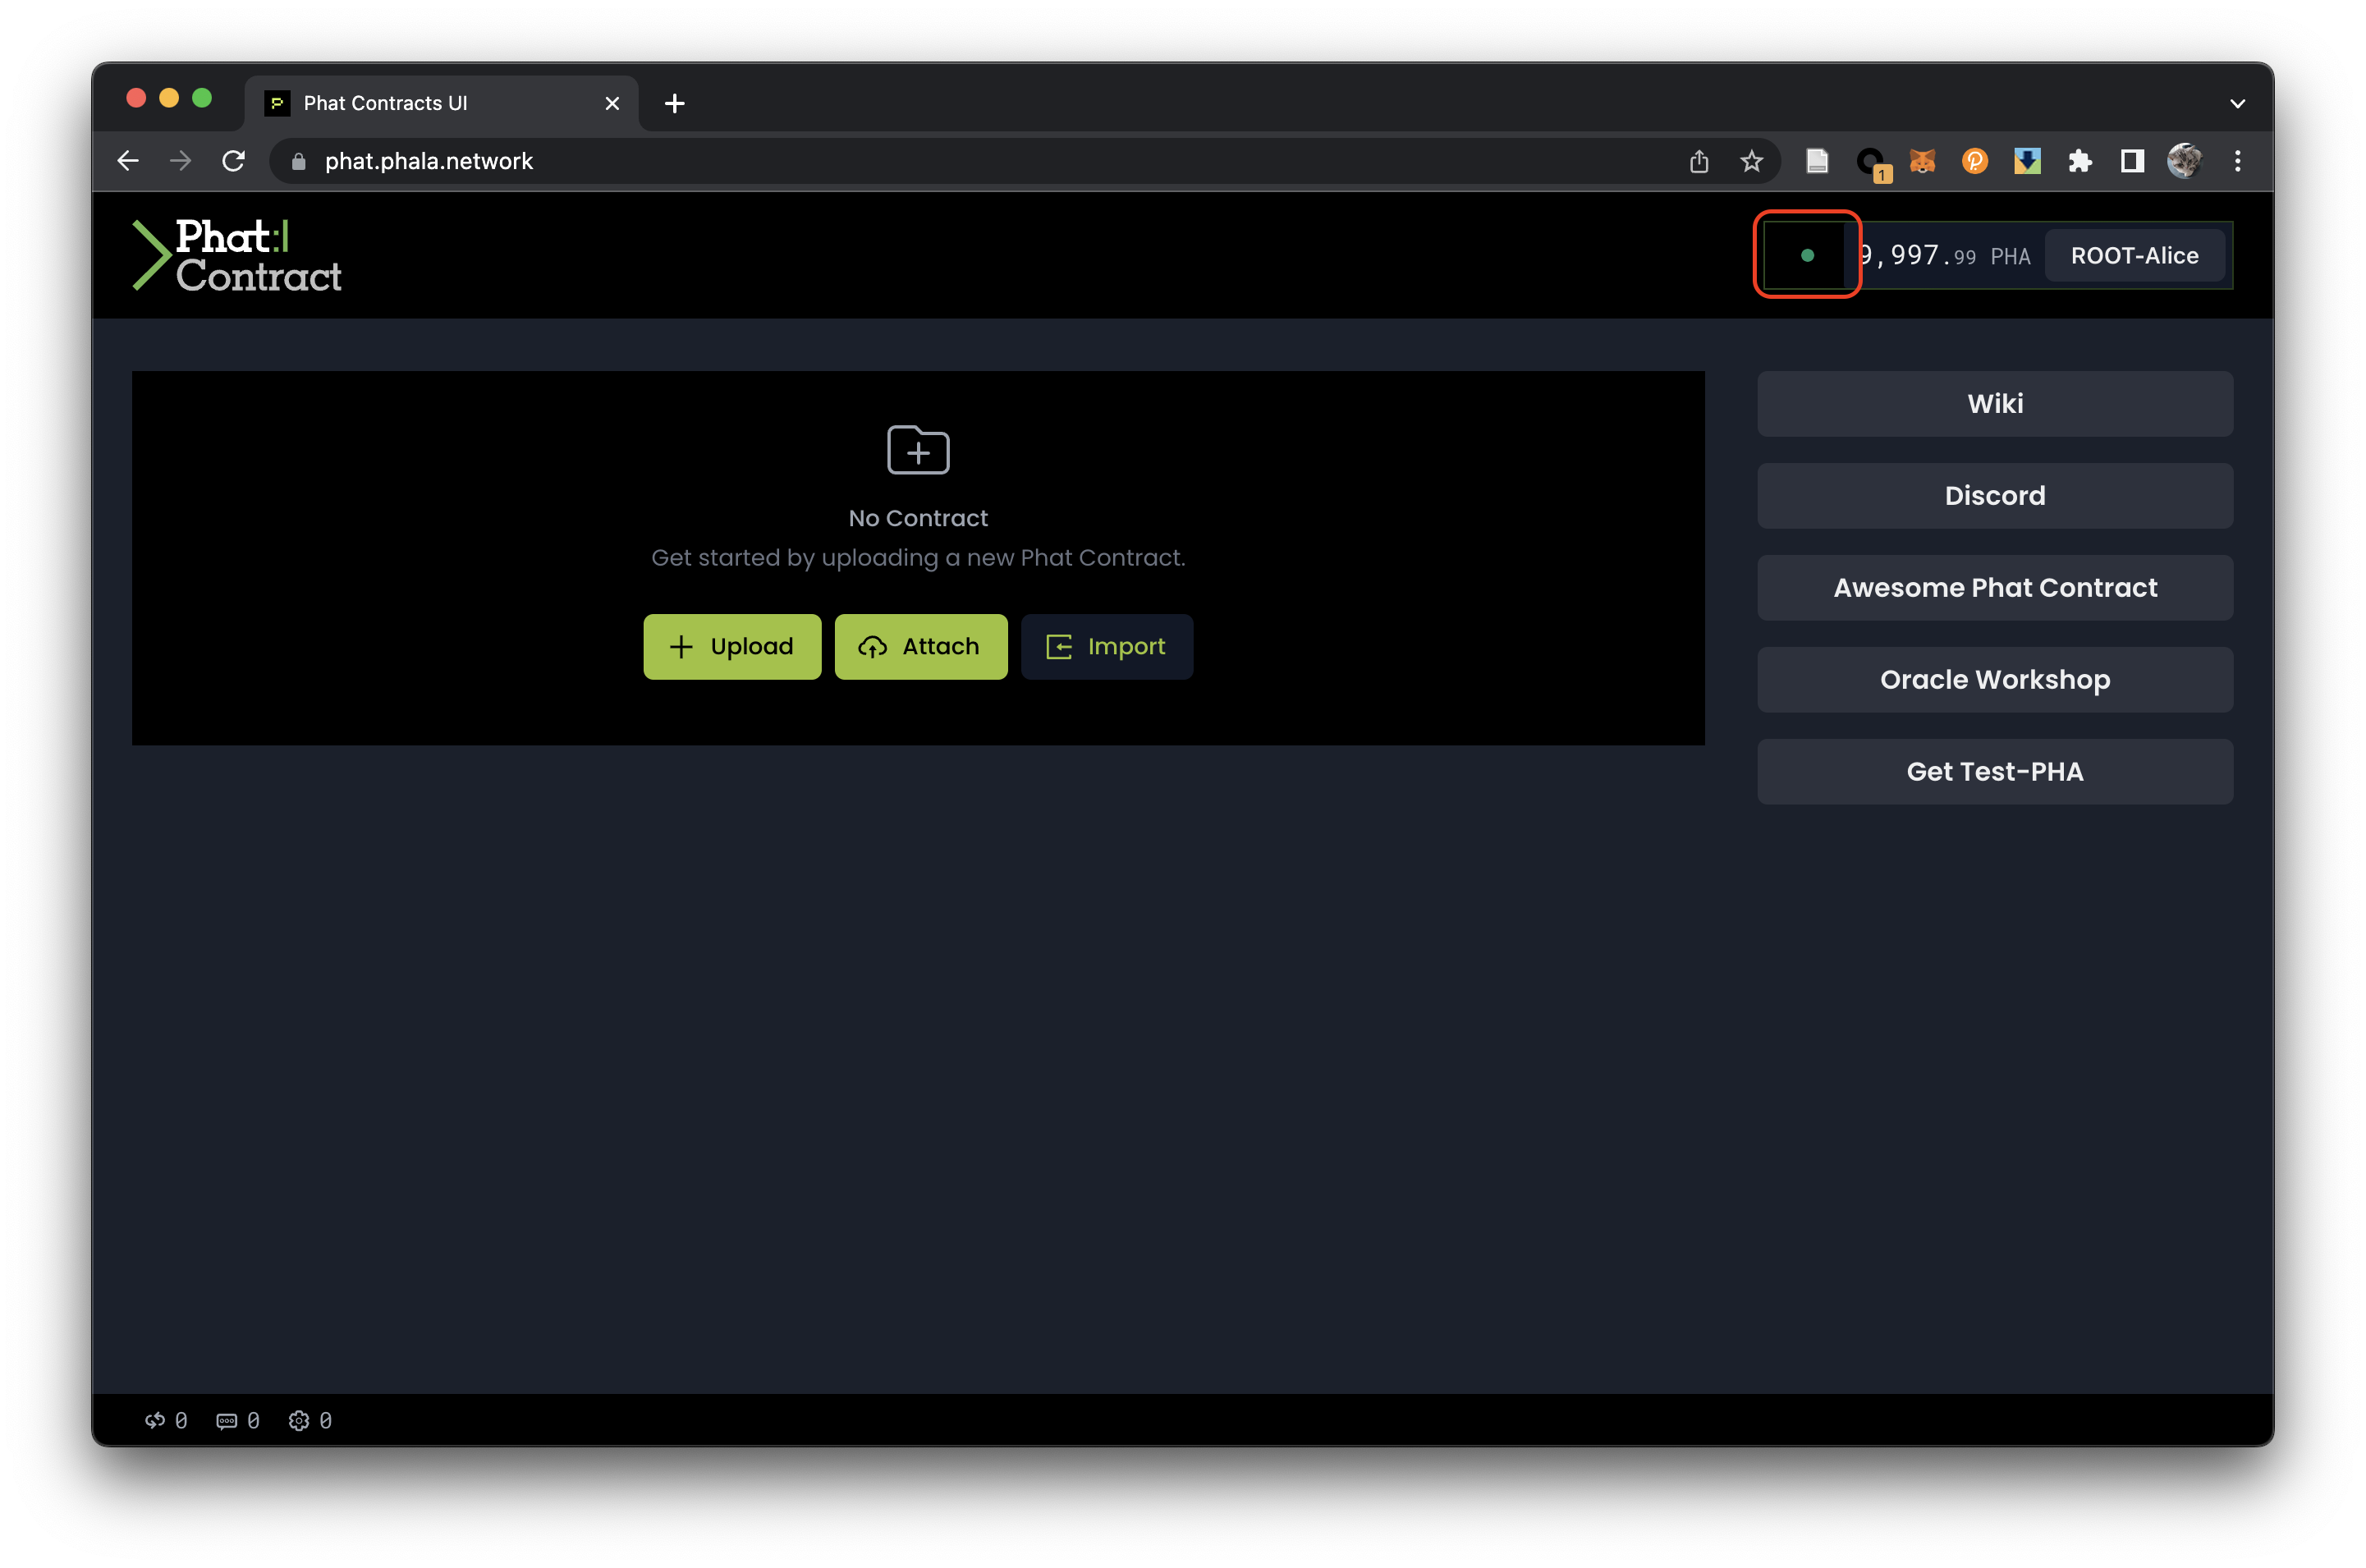 Phat Contracts UI
phat.phala.network
1
Phat:|
Contract
9,997.99 PHA
ROOT-Alice
No Contract
Get started by uploading a new Phat Contract.
Upload
Attach
Import
Wiki
Discord
Awesome Phat Contract
Oracle Workshop
Get Test-PHA
0 0 0